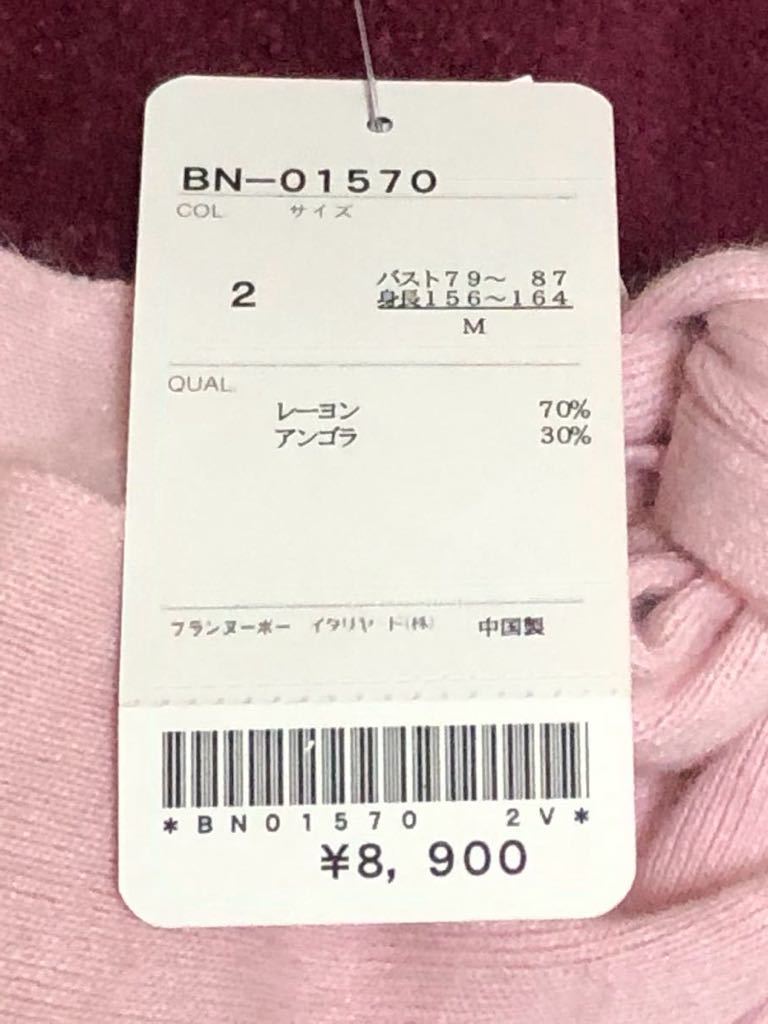 BN−01570
COL. サイズ
2
バスト79〜 87
身長156〜164
M
QUAL.
レーヨン 70%
アンゴラ 30%
フランヌーボー イタリヤード(株) 中国製
*BN01570 2V*
¥8, 900